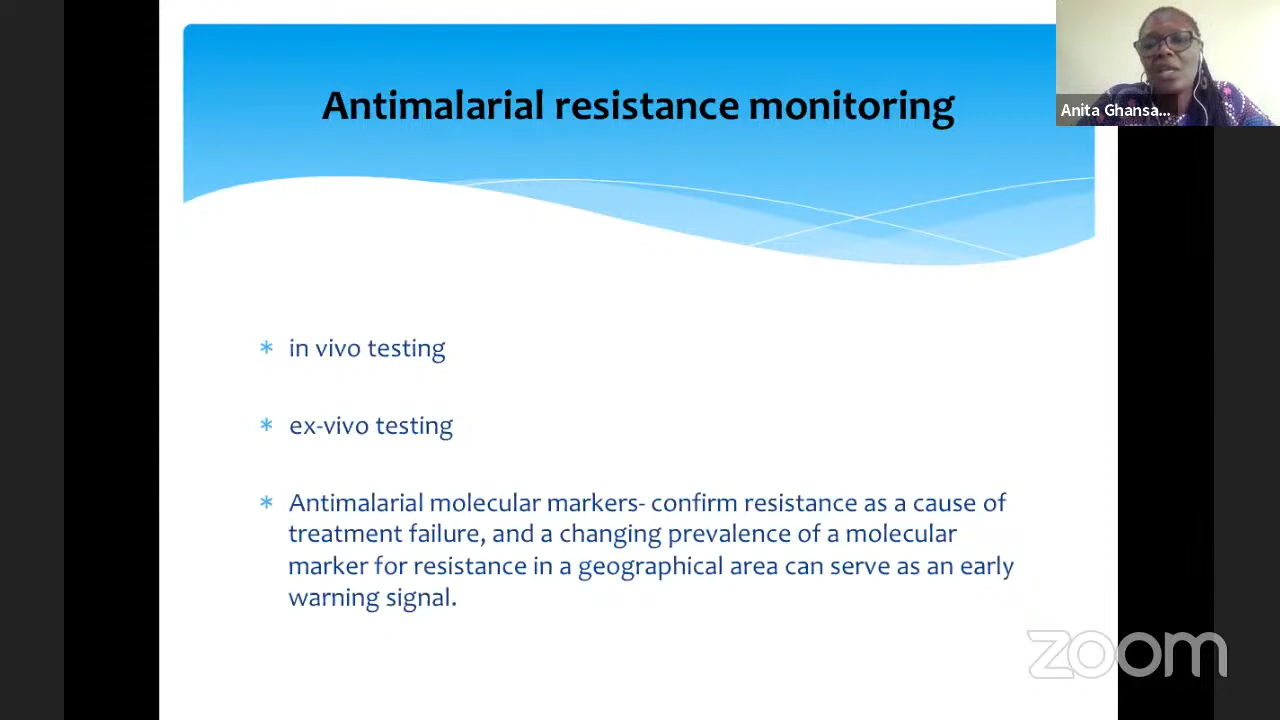 Antimalarial resistance monitoring
Anita Ghansa...
* in vivo testing
* ex-vivo testing
* Antimalarial molecular markers- confirm resistance as a cause of
treatment failure, and a changing prevalence of a molecular
marker for resistance in a geographical area can serve as an early
warning signal.
zoom